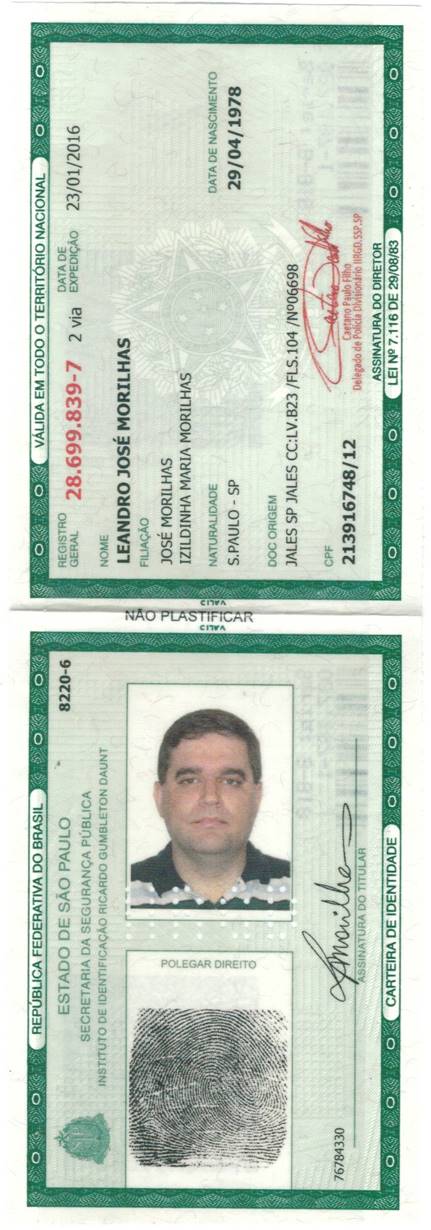 REPÚBLICA FEDERATIVA DO BRASIL
ESTADO DE SÃO PAULO
8220-6
SECRETARIA DA SEGURANÇA PÚBLICA
INSTITUTO DE IDENTIFICAÇÃO RICARDO GUMBLETON DAUNT
POLEGAR DIREITO
76784330
ASSINATURA DO TITULAR
CARTEIRA DE IDENTIDADE
NÃO PLASTIFICAR
VÁLIDA EM TODO O TERRITÓRIO NACIONAL
REGISTRO GERAL 28.699.839-7 2 via DATA DE EXPEDIÇÃO 23/01/2016
NOME
LEANDRO JOSÉ MORILHAS
FILIAÇÃO
JOSÉ MORILHAS
IZILDINHA MARIA MORILHAS
NATURALIDADE
S.PAULO - SP
DATA DE NASCIMENTO
29/04/1978
DOC ORIGEM
JALES SP JALES CC:LV.B23 /FLS.104 /Nº06698
CPF
213916748/12
Caetano Paulo Filho
Delegado de Polícia Divisionário IIRGD.SSP.SP
ASSINATURA DO DIRETOR
LEI Nº 7.116 DE 29/08/83